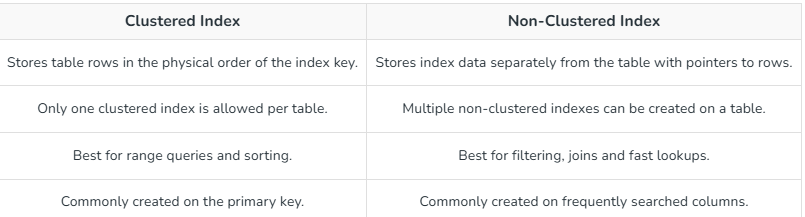 Clustered Index
Non-Clustered Index
Stores table rows in the physical order of the index key.
Stores index data separately from the table with pointers to rows.
Only one clustered index is allowed per table.
Multiple non-clustered indexes can be created on a table.
Best for range queries and sorting.
Best for filtering, joins and fast lookups.
Commonly created on the primary key.
Commonly created on frequently searched columns.